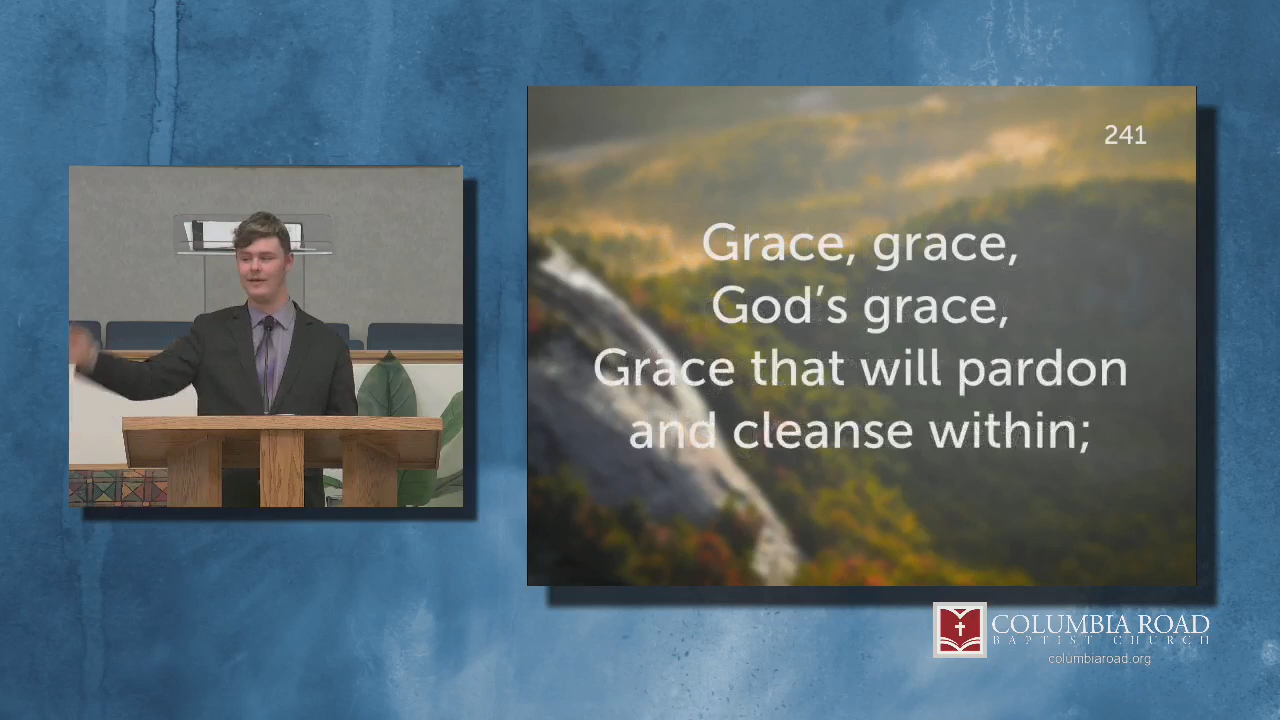 241
Grace, grace,
God’s grace,
Grace that will pardon
and cleanse within;
COLUMBIA ROAD
BAPTIST CHURCH
columbiaroad.org